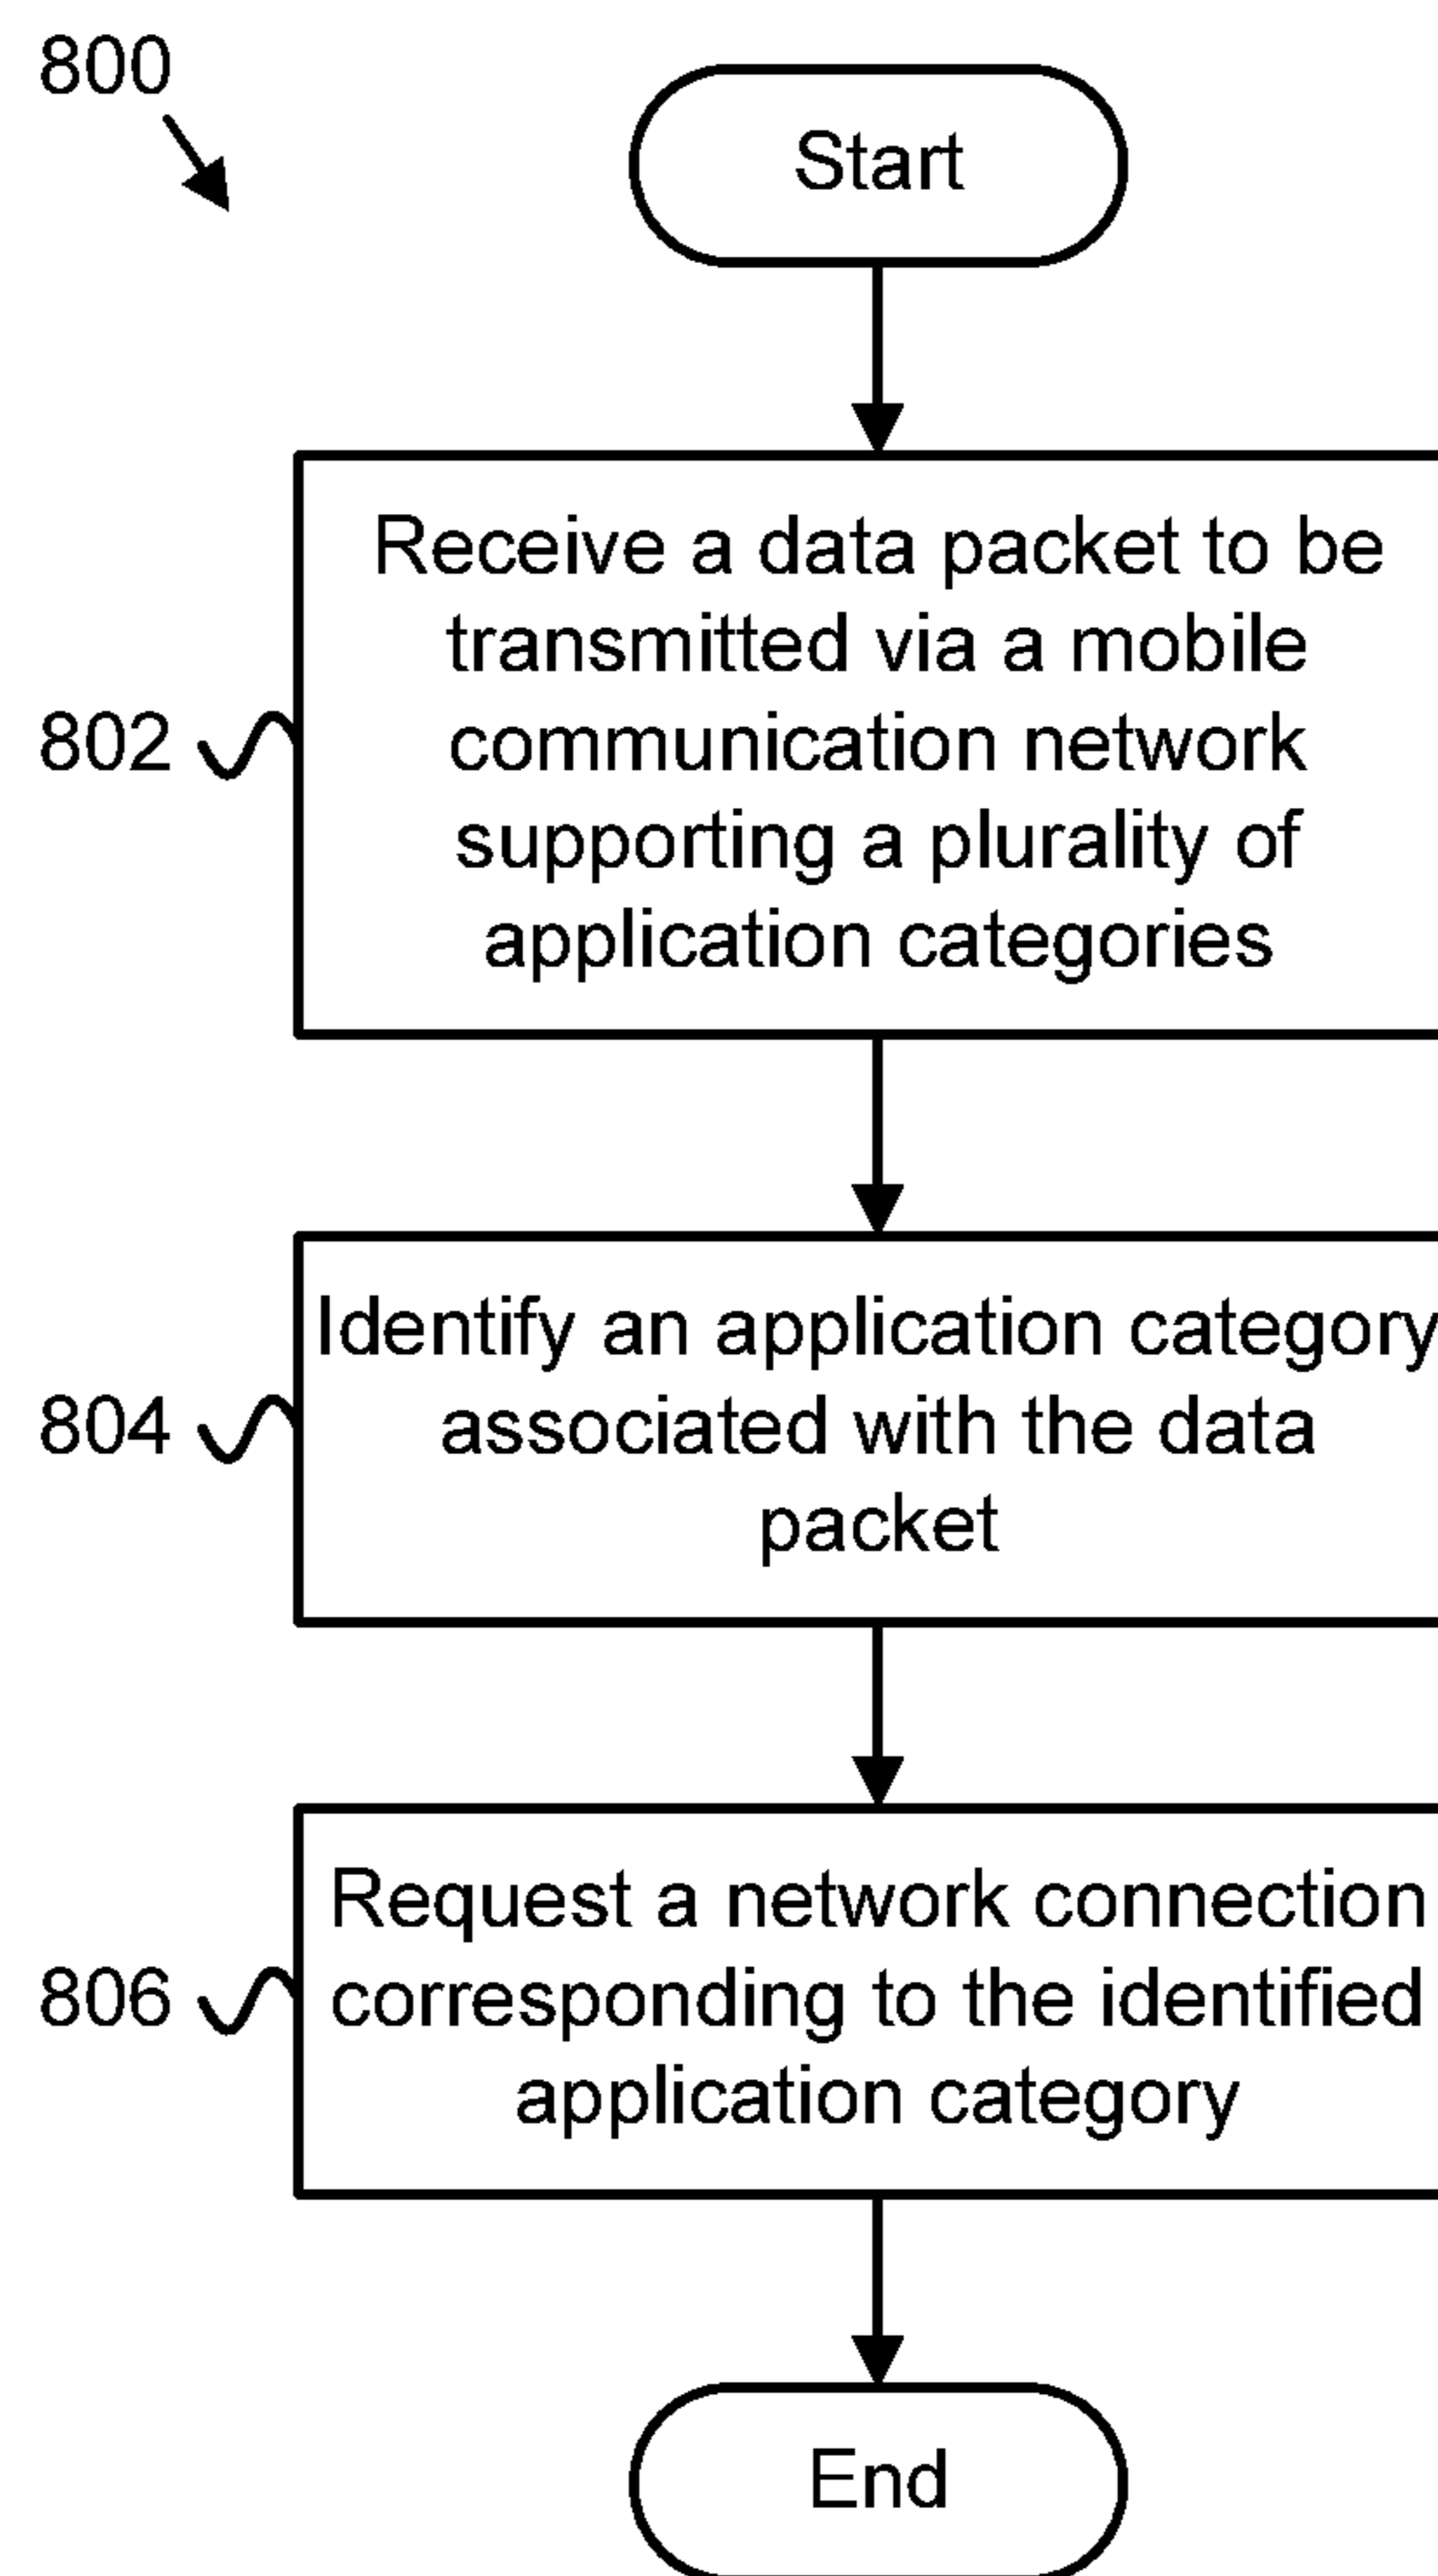 800
Start
802
Receive a data packet to be
transmitted via a mobile
communication network
supporting a plurality of
application categories
804
Identify an application category
associated with the data
packet
806
Request a network connection
corresponding to the identified
application category
End